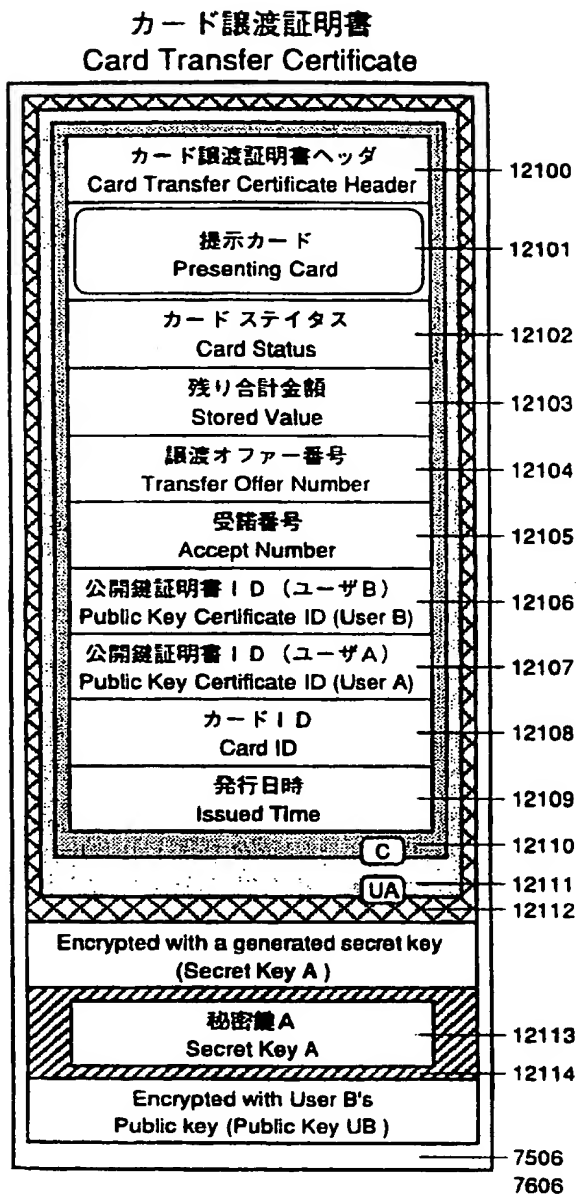 カード譲渡証明書
Card Transfer Certificate
カード譲渡証明書ヘッダ
Card Transfer Certificate Header
12100
提示カード
Presenting Card
12101
カード ステイタス
Card Status
12102
残り合計金額
Stored Value
12103
譲渡オファー番号
Transfer Offer Number
12104
受諾番号
Accept Number
12105
公開鍵証明書ID(ユーザB)
Public Key Certificate ID (User B)
12106
公開鍵証明書ID(ユーザA)
Public Key Certificate ID (User A)
12107
カードID
Card ID
12108
発行日時
Issued Time
12109
C
12110
UA
12111
12112
Encrypted with a generated secret key
(Secret Key A )
秘密鍵A
Secret Key A
12113
12114
Encrypted with User B's
Public key (Public Key UB )
7506
7606